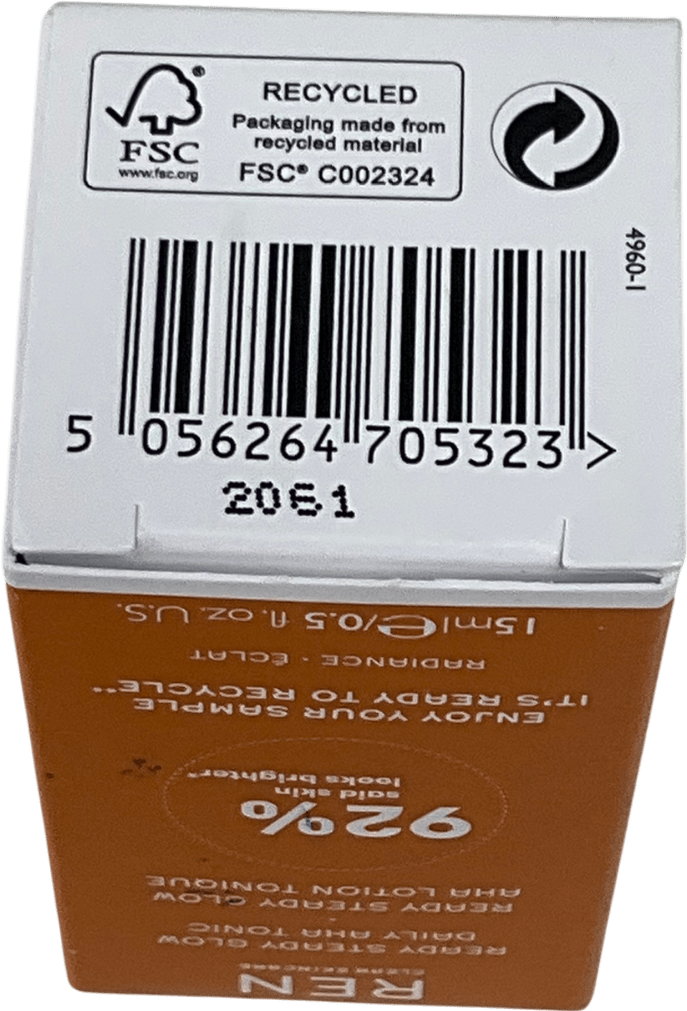 RECYCLED
Packaging made from
recycled material
FSC® C002324
FSC
www.fsc.org
4960-1
5 056264 705323 >
2061
REN
CLEAN SKINCARE
READY STEADY GLOW
DAILY AHA TONIC
READY STEADY GLOW
AHA LOTION TONIQUE
92%
said skin
looks brighter*
ENJOY YOUR SAMPLE
IT'S READY TO RECYCLE**
RADIANCE • ÉCLAT
15ml ℮/0.5 fl.oz. U.S.